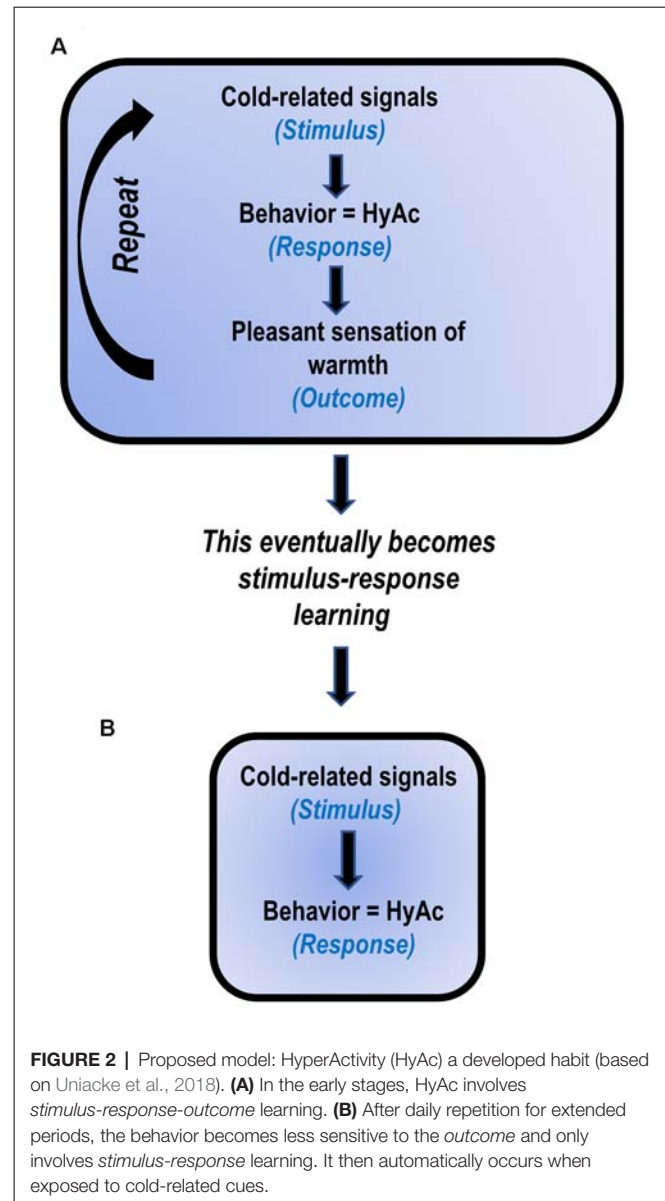 A
Cold-related signals
(Stimulus)
Repeat
Behavior = HyAc
(Response)
Pleasant sensation of
warmth
(Outcome)
This eventually becomes
stimulus-response
learning
B
Cold-related signals
(Stimulus)
Behavior = HyAc
(Response)
FIGURE 2 | Proposed model: HyperActivity (HyAc) a developed habit (based
on Uniacke et al., 2018). (A) In the early stages, HyAc involves
stimulus-response-outcome learning. (B) After daily repetition for extended
periods, the behavior becomes less sensitive to the outcome and only
involves stimulus-response learning. It then automatically occurs when
exposed to cold-related cues.